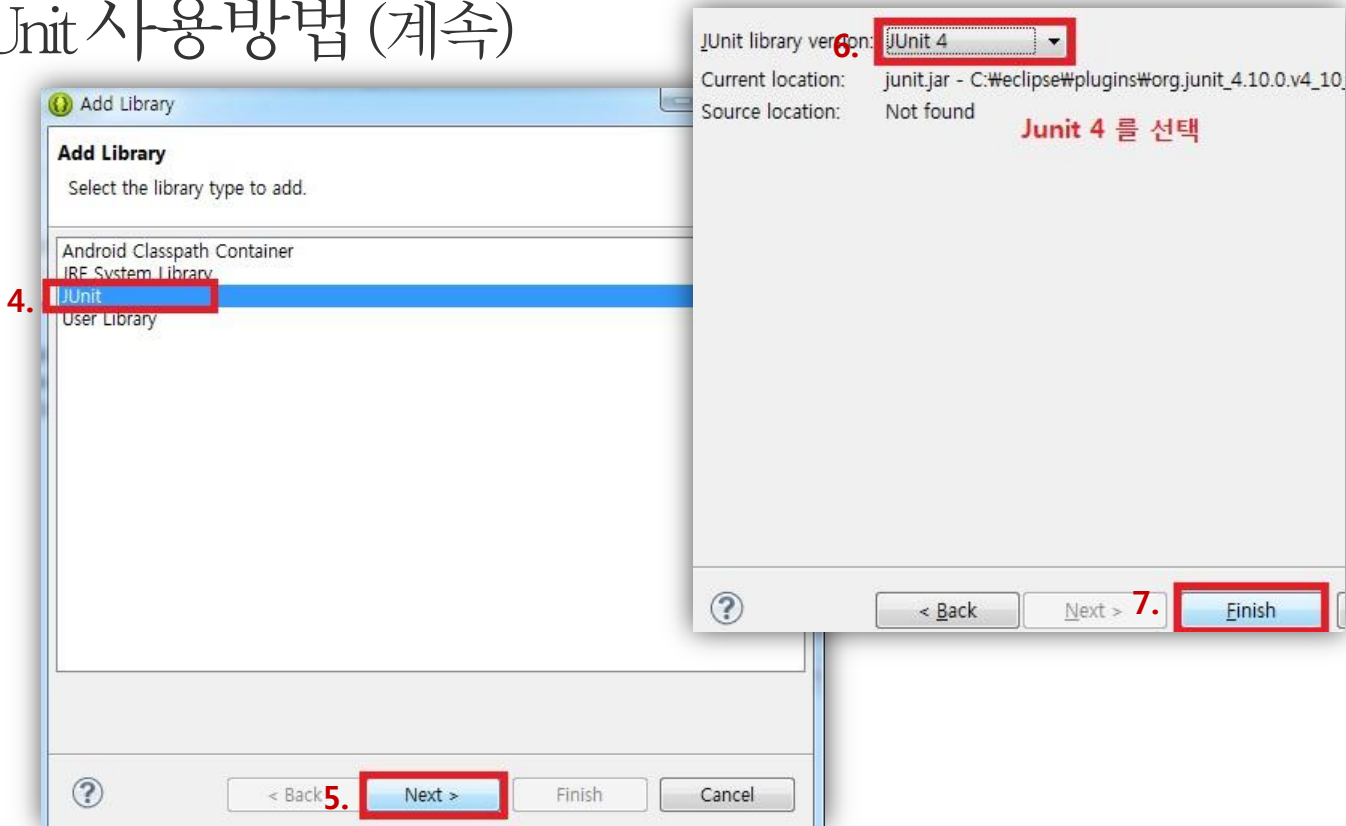 Unit 사용방법 (계속)
Add Library
Add Library
Select the library type to add.
Android Classpath Container
JRE System Library
4. JUnit
User Library
< Back 5. Next > Finish Cancel
JUnit library version: 6. JUnit 4
Current location: junit.jar - C:₩eclipse₩plugins₩org.junit_4.10.0.v4_10_
Source location: Not found
Junit 4 를 선택
< Back Next > 7. Finish